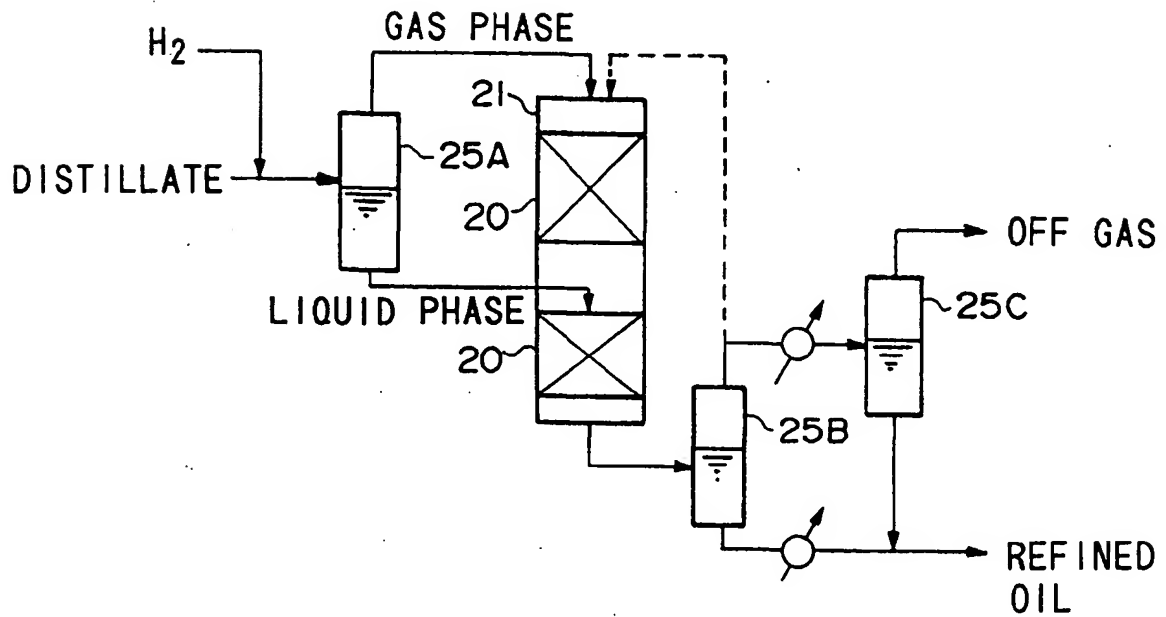 GAS PHASE
H2
21
25A
DISTILLATE
20
OFF GAS
LIQUID PHASE
25C
20
25B
REFINED
OIL